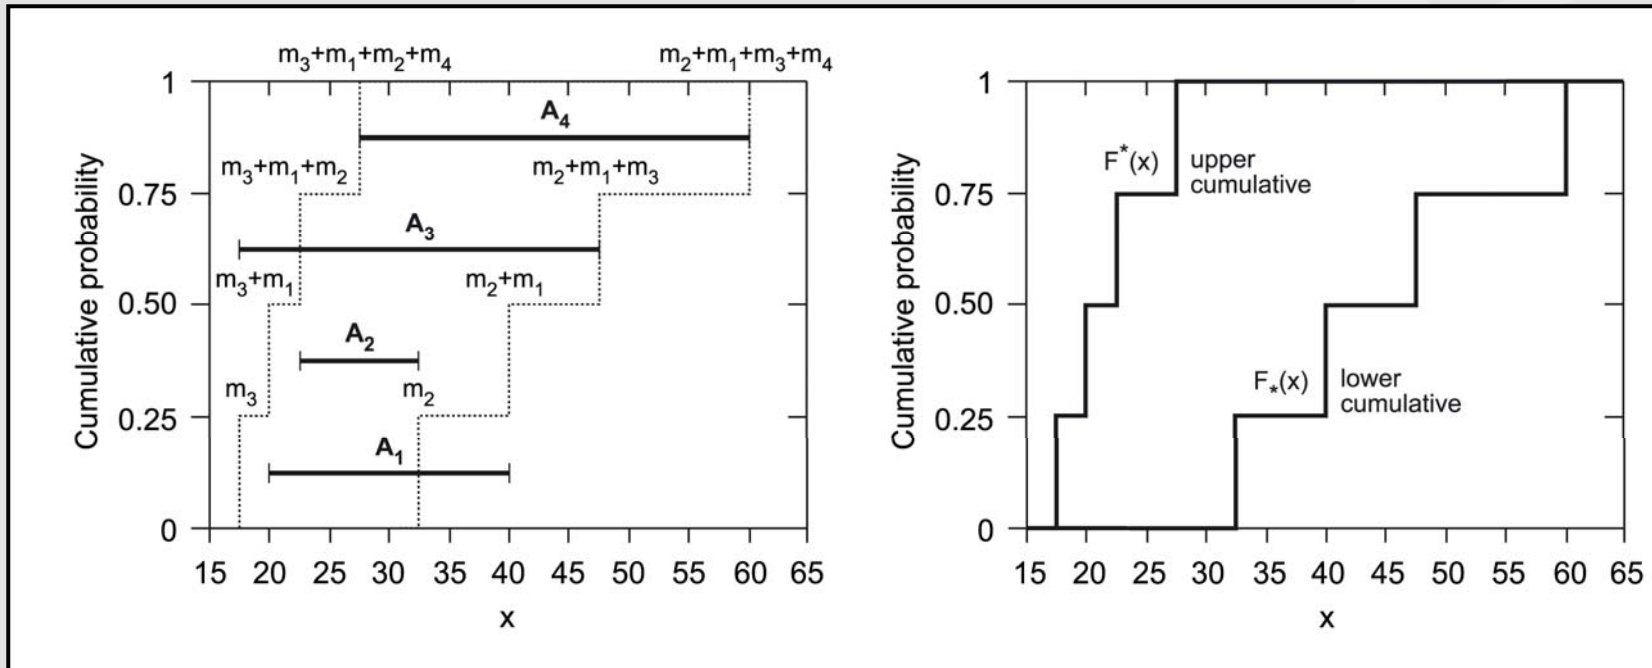 m₃+m₁+m₂+m₄
m₂+m₁+m₃+m₄
1
A₄
m₃+m₁+m₂
m₂+m₁+m₃
0.75
A₃
m₃+m₁
m₂+m₁
0.50
A₂
m₃
m₂
0.25
A₁
0
Cumulative probability
15 20 25 30 35 40 45 50 55 60 65
x
1
F*(x)
upper
cumulative
0.75
0.50
F⁎(x)
lower
cumulative
0.25
0
Cumulative probability
15 20 25 30 35 40 45 50 55 60 65
x